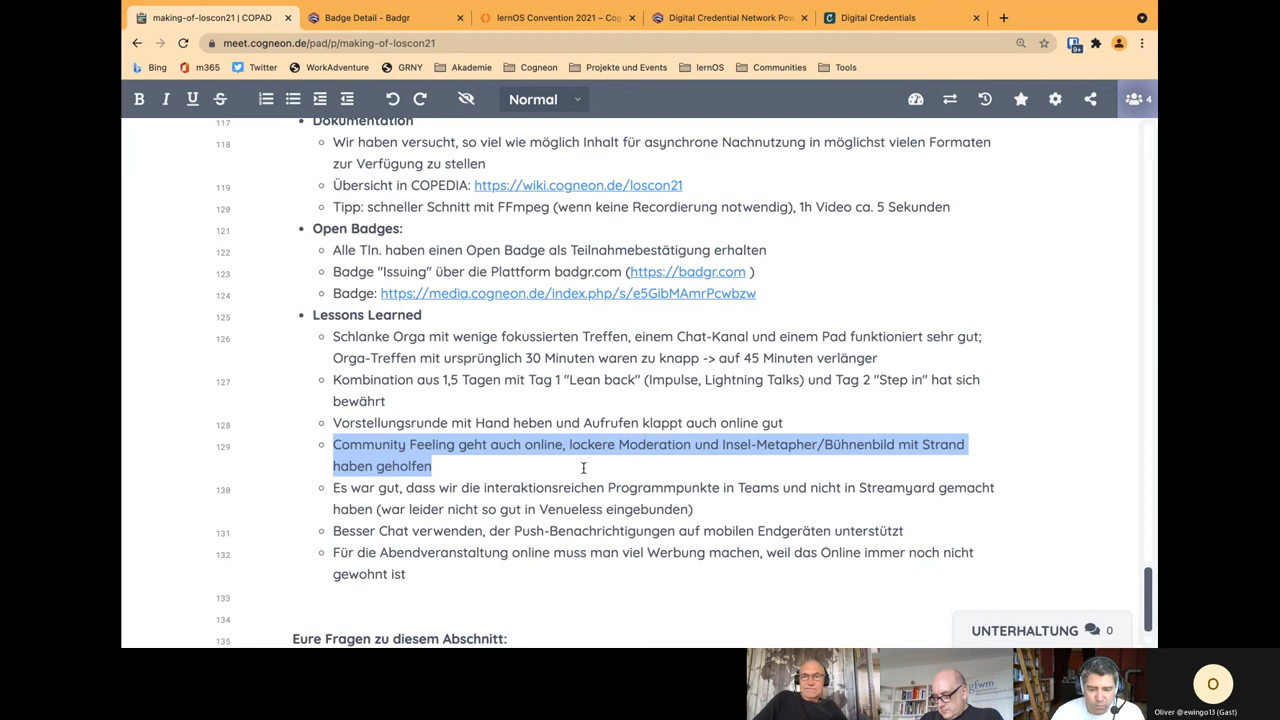 making-of-loscon21 | COPAD
Badge Detail - Badgr
lernOS Convention 2021 – Cog
Digital Credential Network Pow
Digital Credentials
meet.cogneon.de/pad/p/making-of-loscon21
9+
Bing
m365
Twitter
WorkAdventure
GRNY
Akademie
Cogneon
Projekte und Events
lernOS
Communities
Tools
B I U S
Normal
4
117 Dokumentation
118 Wir haben versucht, so viel wie möglich Inhalt für asynchrone Nachnutzung in möglichst vielen Formaten
zur Verfügung zu stellen
119 Übersicht in COPEDIA: https://wiki.cogneon.de/loscon21
120 Tipp: schneller Schnitt mit FFmpeg (wenn keine Recordierung notwendig), 1h Video ca. 5 Sekunden
121 Open Badges:
122 Alle Tln. haben einen Open Badge als Teilnahmebestätigung erhalten
123 Badge "Issuing" über die Plattform badgr.com (https://badgr.com )
124 Badge: https://media.cogneon.de/index.php/s/e5GibMAmrPcwbzw
125 Lessons Learned
126 Schlanke Orga mit wenige fokussierten Treffen, einem Chat-Kanal und einem Pad funktioniert sehr gut;
Orga-Treffen mit ursprünglich 30 Minuten waren zu knapp -> auf 45 Minuten verlänger
127 Kombination aus 1,5 Tagen mit Tag 1 "Lean back" (Impulse, Lightning Talks) und Tag 2 "Step in" hat sich
bewährt
128 Vorstellungsrunde mit Hand heben und Aufrufen klappt auch online gut
129 Community Feeling geht auch online, lockere Moderation und Insel-Metapher/Bühnenbild mit Strand
haben geholfen
130 Es war gut, dass wir die interaktionsreichen Programmpunkte in Teams und nicht in Streamyard gemacht
haben (war leider nicht so gut in Venueless eingebunden)
131 Besser Chat verwenden, der Push-Benachrichtigungen auf mobilen Endgeräten unterstützt
132 Für die Abendveranstaltung online muss man viel Werbung machen, weil das Online immer noch nicht
gewohnt ist
133
134
135 Eure Fragen zu diesem Abschnitt:
UNTERHALTUNG 0
gfwm
O
Oliver @ewingo13 (Gast)